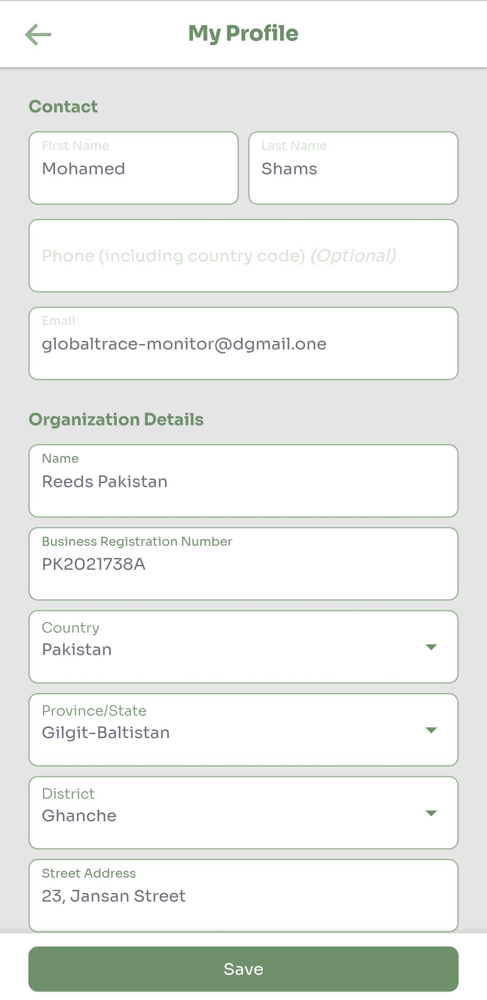 My Profile
Contact
First Name
Mohamed
Last Name
Shams
Phone (including country code) (Optional)
Email
globaltrace-monitor@dgmail.one
Organization Details
Name
Reeds Pakistan
Business Registration Number
PK2021738A
Country
Pakistan
Province/State
Gilgit-Baltistan
District
Ghanche
Street Address
23, Jansan Street
Save